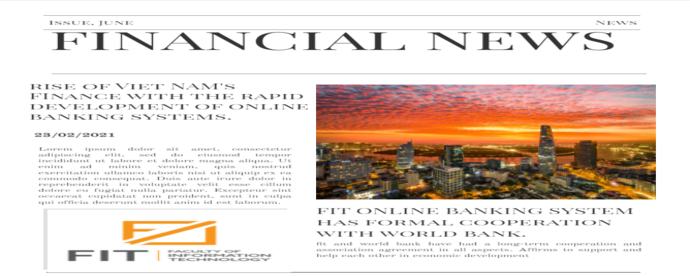 ISSUE, JUNE
NEWS
FINANCIAL NEWS
RISE OF VIET NAM'S
FINANCE WITH THE RAPID
DEVELOPMENT OF ONLINE
BANKING SYSTEMS.
23/02/2021
Lorem ipsum dolor sit amet, consectetur
adipiscing elit, sed do eiusmod tempor
incididunt ut labore et dolore magna aliqua. Ut
enim ad minim veniam, quis nostrud
exercitation ullamco laboris nisi ut aliquip ex ea
commodo consequat. Duis aute irure dolor in
reprehenderit in voluptate velit esse cillum
dolore eu fugiat nulla pariatur. Excepteur sint
occaecat cupidatat non proident, sunt in culpa
qui officia deserunt mollit anim id est laborum.
FIT
FACULTY OF
INFORMATION
TECHNOLOGY
FIT ONLINE BANKING SYSTEM
HAS FORMAL COOPERATION
WITH WORLD BANK.
fit and world bank have had a long-term cooperation and
association agreement in all aspects. Affirms to support and
help each other in economic development